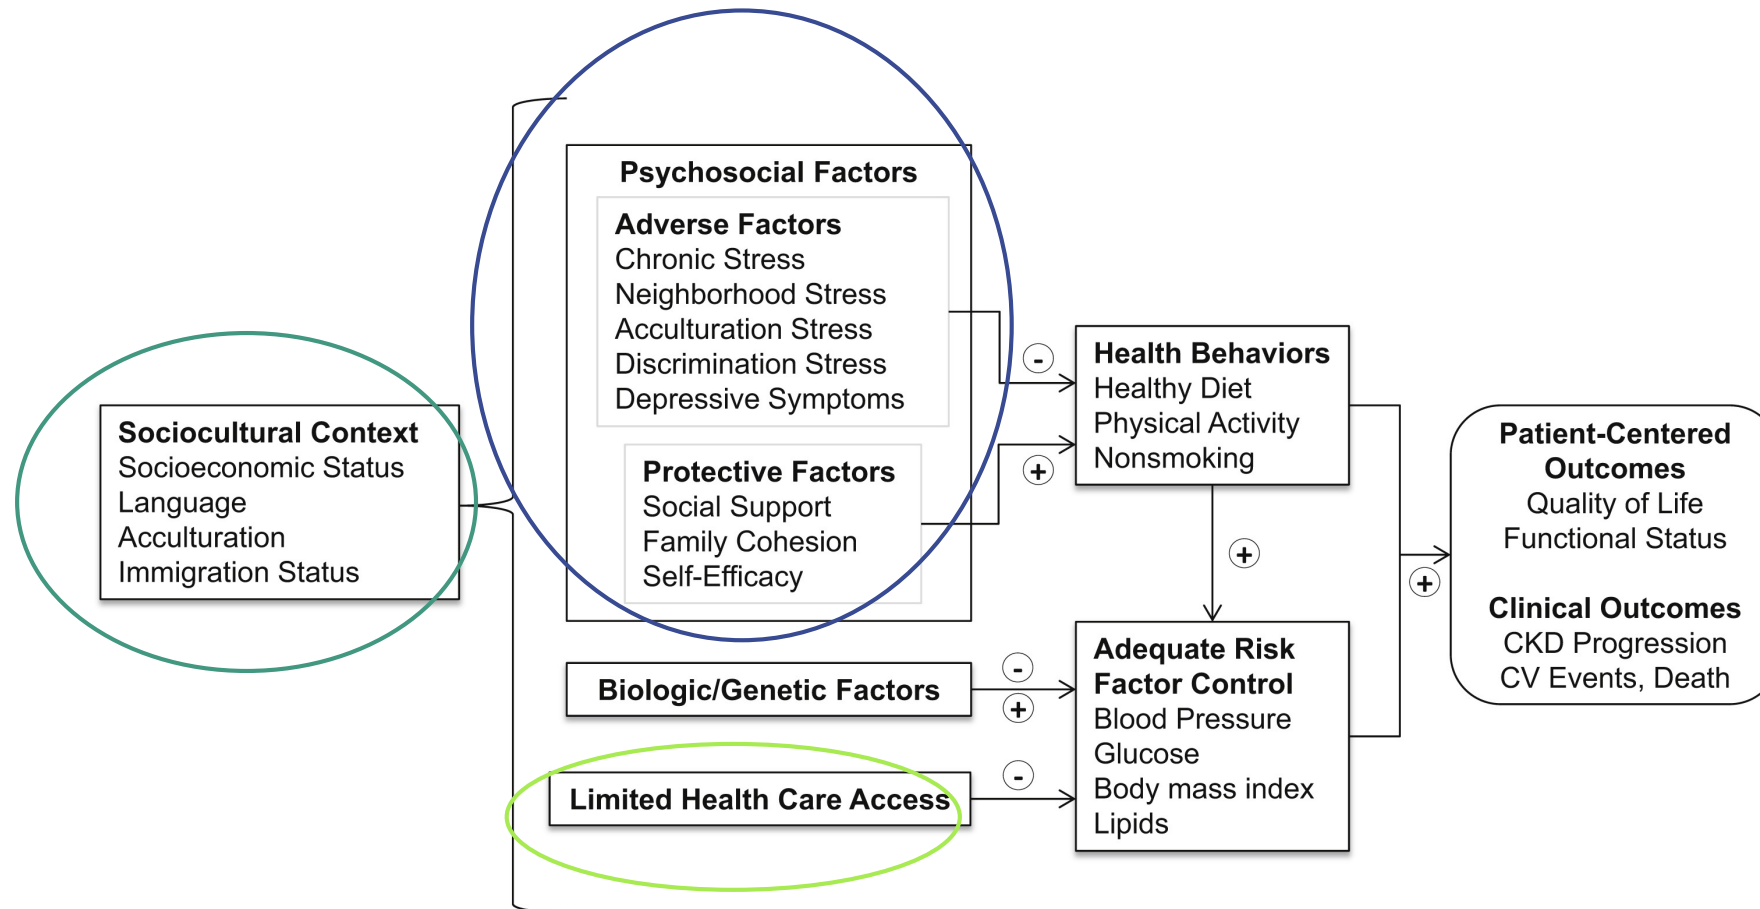 Psychosocial Factors
Adverse Factors
Chronic Stress
Neighborhood Stress
Acculturation Stress
Discrimination Stress
Depressive Symptoms
Protective Factors
Social Support
Family Cohesion
Self-Efficacy
Sociocultural Context
Socioeconomic Status
Language
Acculturation
Immigration Status
Biologic/Genetic Factors
Limited Health Care Access
-
+
-
+
-
Health Behaviors
Healthy Diet
Physical Activity
Nonsmoking
+
Adequate Risk
Factor Control
Blood Pressure
Glucose
Body mass index
Lipids
+
Patient-Centered
Outcomes
Quality of Life
Functional Status
Clinical Outcomes
CKD Progression
CV Events, Death